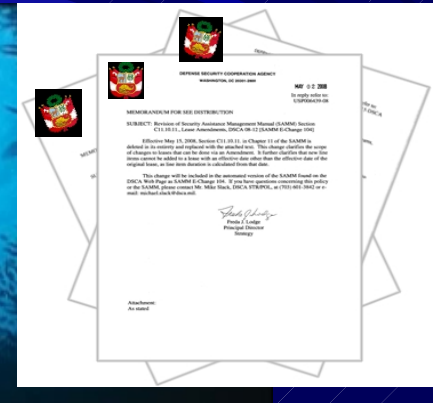 DEFENSE SECURITY COOPERATION AGENCY
WASHINGTON, DC
MAY 02 2008
In reply refer to:
USP006439-08
MEMORANDUM FOR SEE DISTRIBUTION
SUBJECT: Revision of Security Assistance Management Manual (SAMM) Section
C11.10.11., Lease Amendments, DSCA 08-12 [SAMM E-Change 104]
Effective May 15, 2008, Section C11.10.11. in Chapter 11 of the SAMM is
deleted in its entirety and replaced with the attached text. This change clarifies the scope
of changes to leases that can be done via an Amendment. It further clarifies that new line
items cannot be added to a lease with an effective date other than the effective date of the
original lease, as line item duration is calculated from that date.
This change will be included in the automated version of the SAMM found on the
DSCA Web Page as SAMM E-Change 104. If you have questions concerning this policy
or the SAMM, please contact Mr. Mike Slack, DSCA STR/POL, at (703) 601-3842 or e-
mail: michael.slack@dsca.mil.
Freda J. Lodge
Principal Director
Strategy
Attachment:
As stated